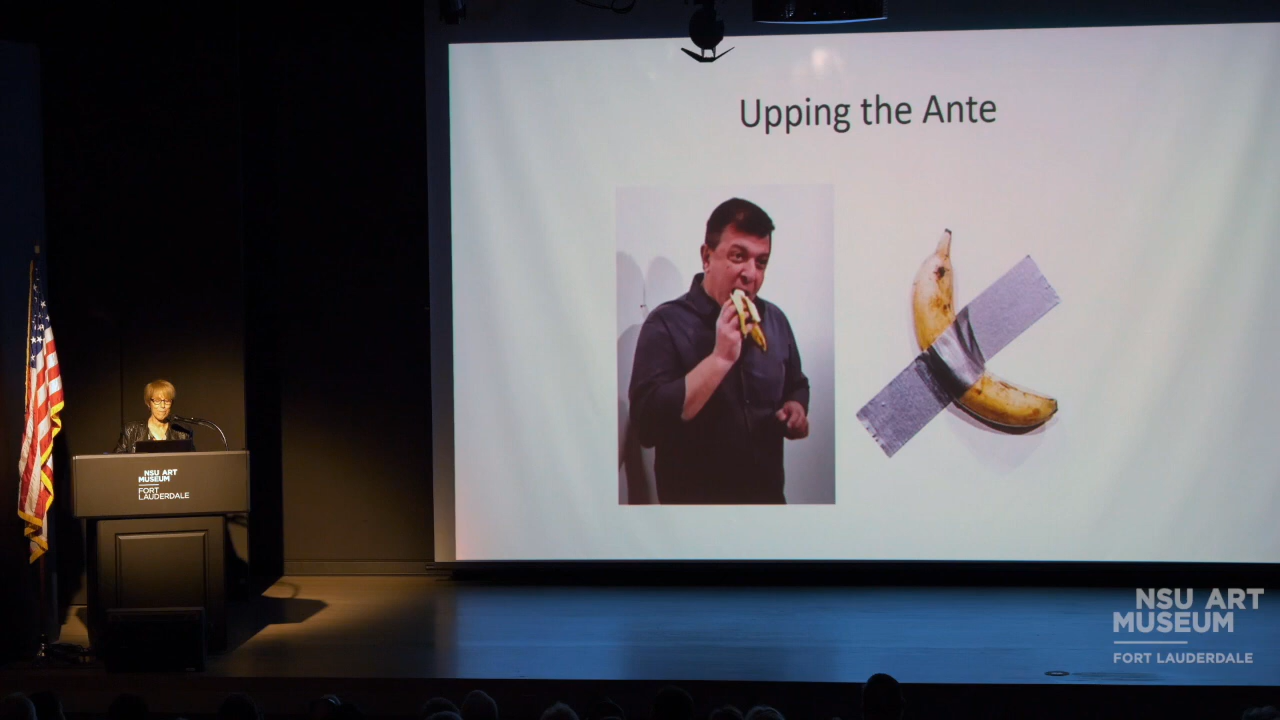 Upping the Ante
NSU ART
MUSEUM
FORT
LAUDERDALE
NSU ART
MUSEUM
FORT LAUDERDALE